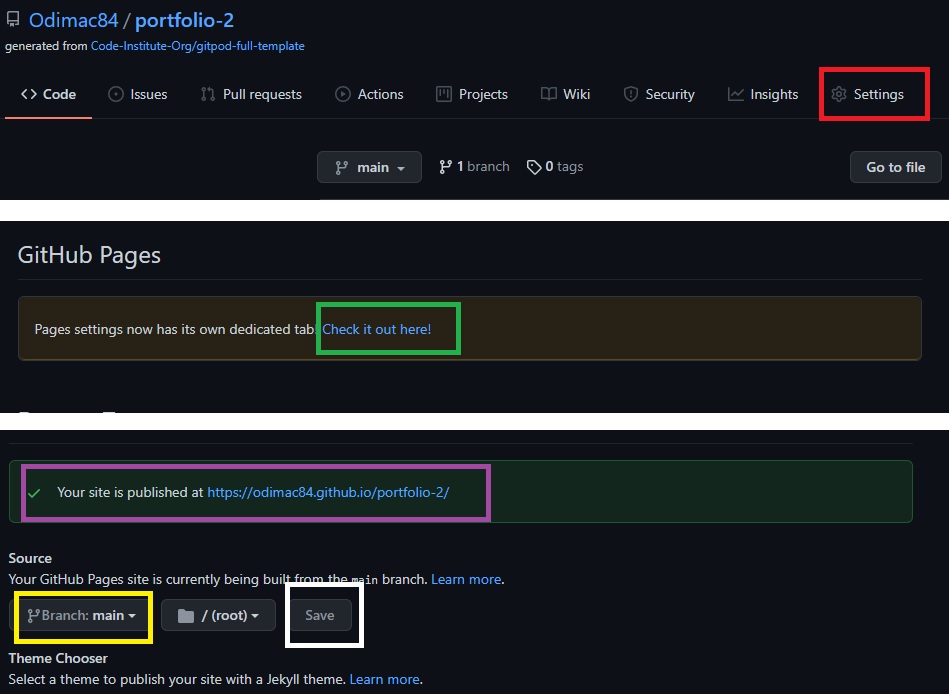 Odimac84 / portfolio-2
generated from Code-Institute-Org/gitpod-full-template
Code Issues Pull requests Actions Projects Wiki Security Insights Settings
main 1 branch 0 tags Go to file
GitHub Pages
Pages settings now has its own dedicated tab! Check it out here!
Your site is published at https://odimac84.github.io/portfolio-2/
Source
Your GitHub Pages site is currently being built from the main branch. Learn more.
Branch: main / (root) Save
Theme Chooser
Select a theme to publish your site with a Jekyll theme. Learn more.